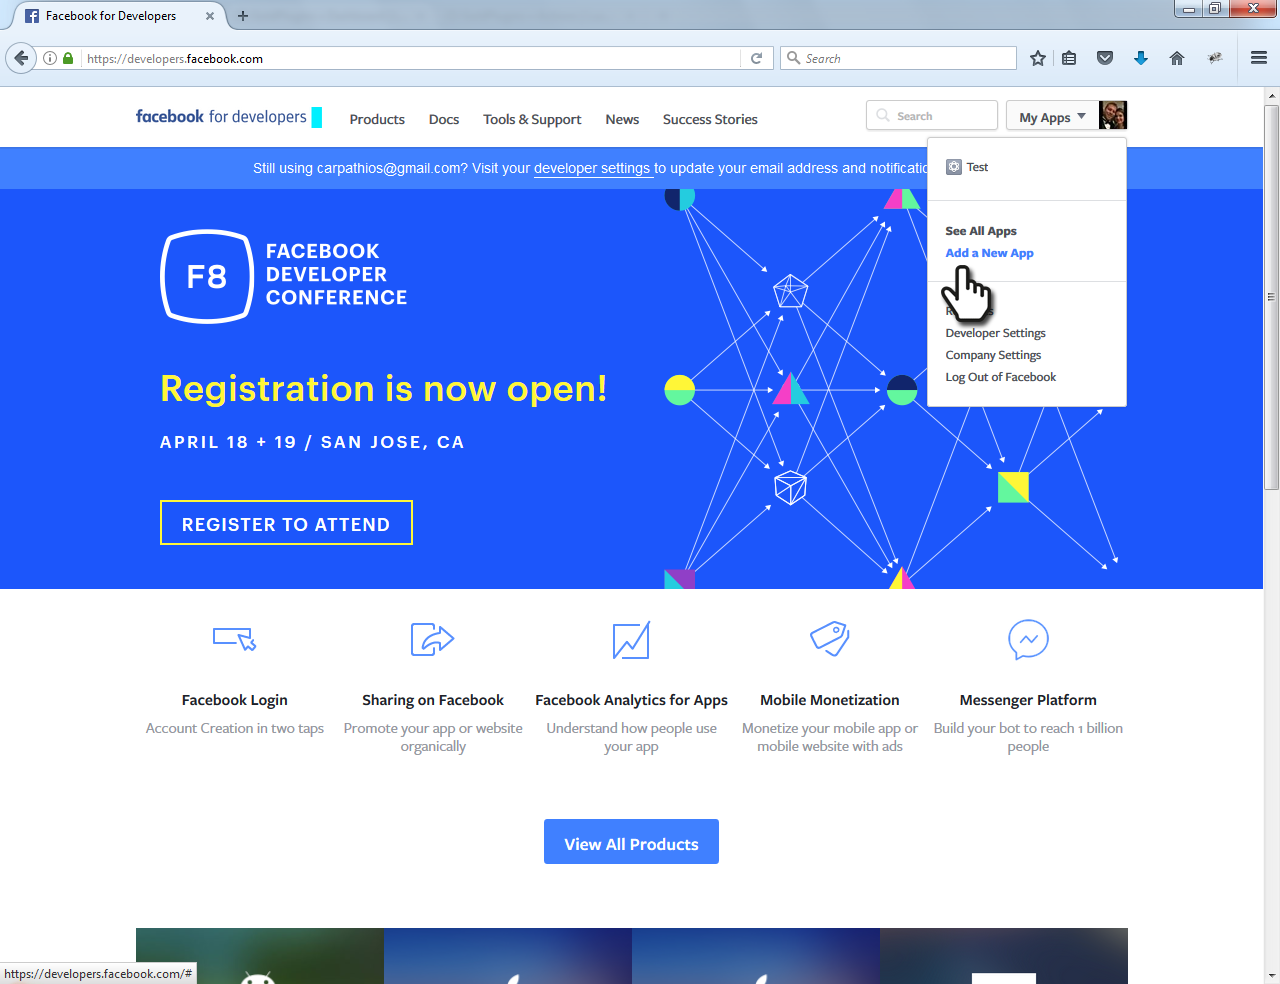 Facebook for Developers
https://developers.facebook.com
Search
facebook for developers
Products
Docs
Tools & Support
News
Success Stories
Search
My Apps
Still using carpathios@gmail.com? Visit your developer settings to update your email address and
Test
See All Apps
Add a New App
Developer Settings
Company Settings
Log Out of Facebook
F8
FACEBOOK
DEVELOPER
CONFERENCE
Registration is now open!
APRIL 18 + 19 / SAN JOSE, CA
REGISTER TO ATTEND
Facebook Login
Account Creation in two taps
Sharing on Facebook
Promote your app or website
organically
Facebook Analytics for Apps
Understand how people use
your app
Mobile Monetization
Monetize your mobile app or
mobile website with ads
Messenger Platform
Build your bot to reach 1 billion
people
View All Products
https://developers.facebook.com/#